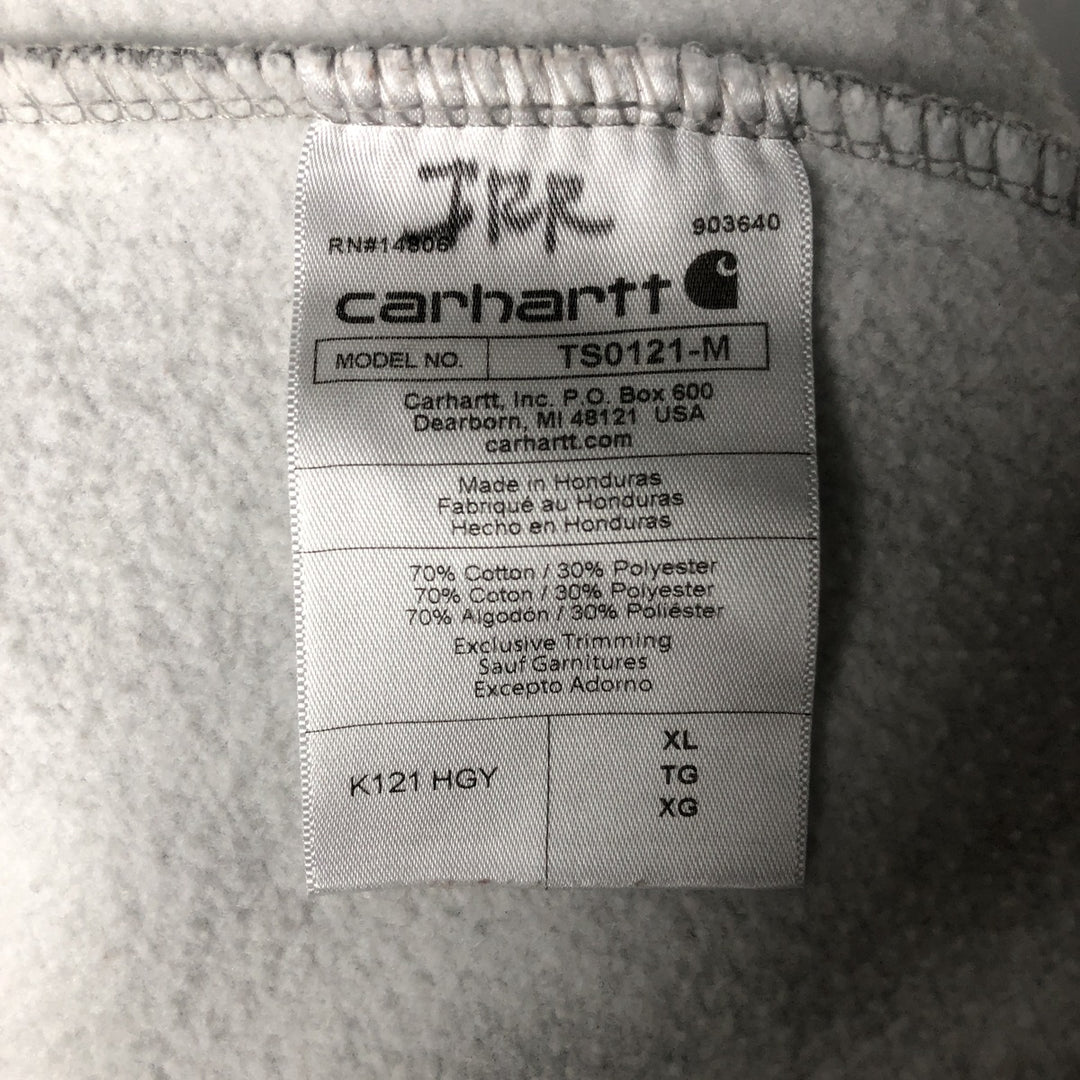 JRR
RN#14806 903640
carhartt
MODEL NO. TS0121-M
Carhartt, Inc. P.O. Box 600
Dearborn, MI 48121 USA
carhartt.com
Made in Honduras
Fabriqué au Honduras
Hecho en Honduras
70% Cotton / 30% Polyester
70% Coton / 30% Polyester
70% Algodón / 30% Poliéster
Exclusive Trimming
Sauf Garnitures
Excepto Adorno
K121 HGY
XL
TG
XG